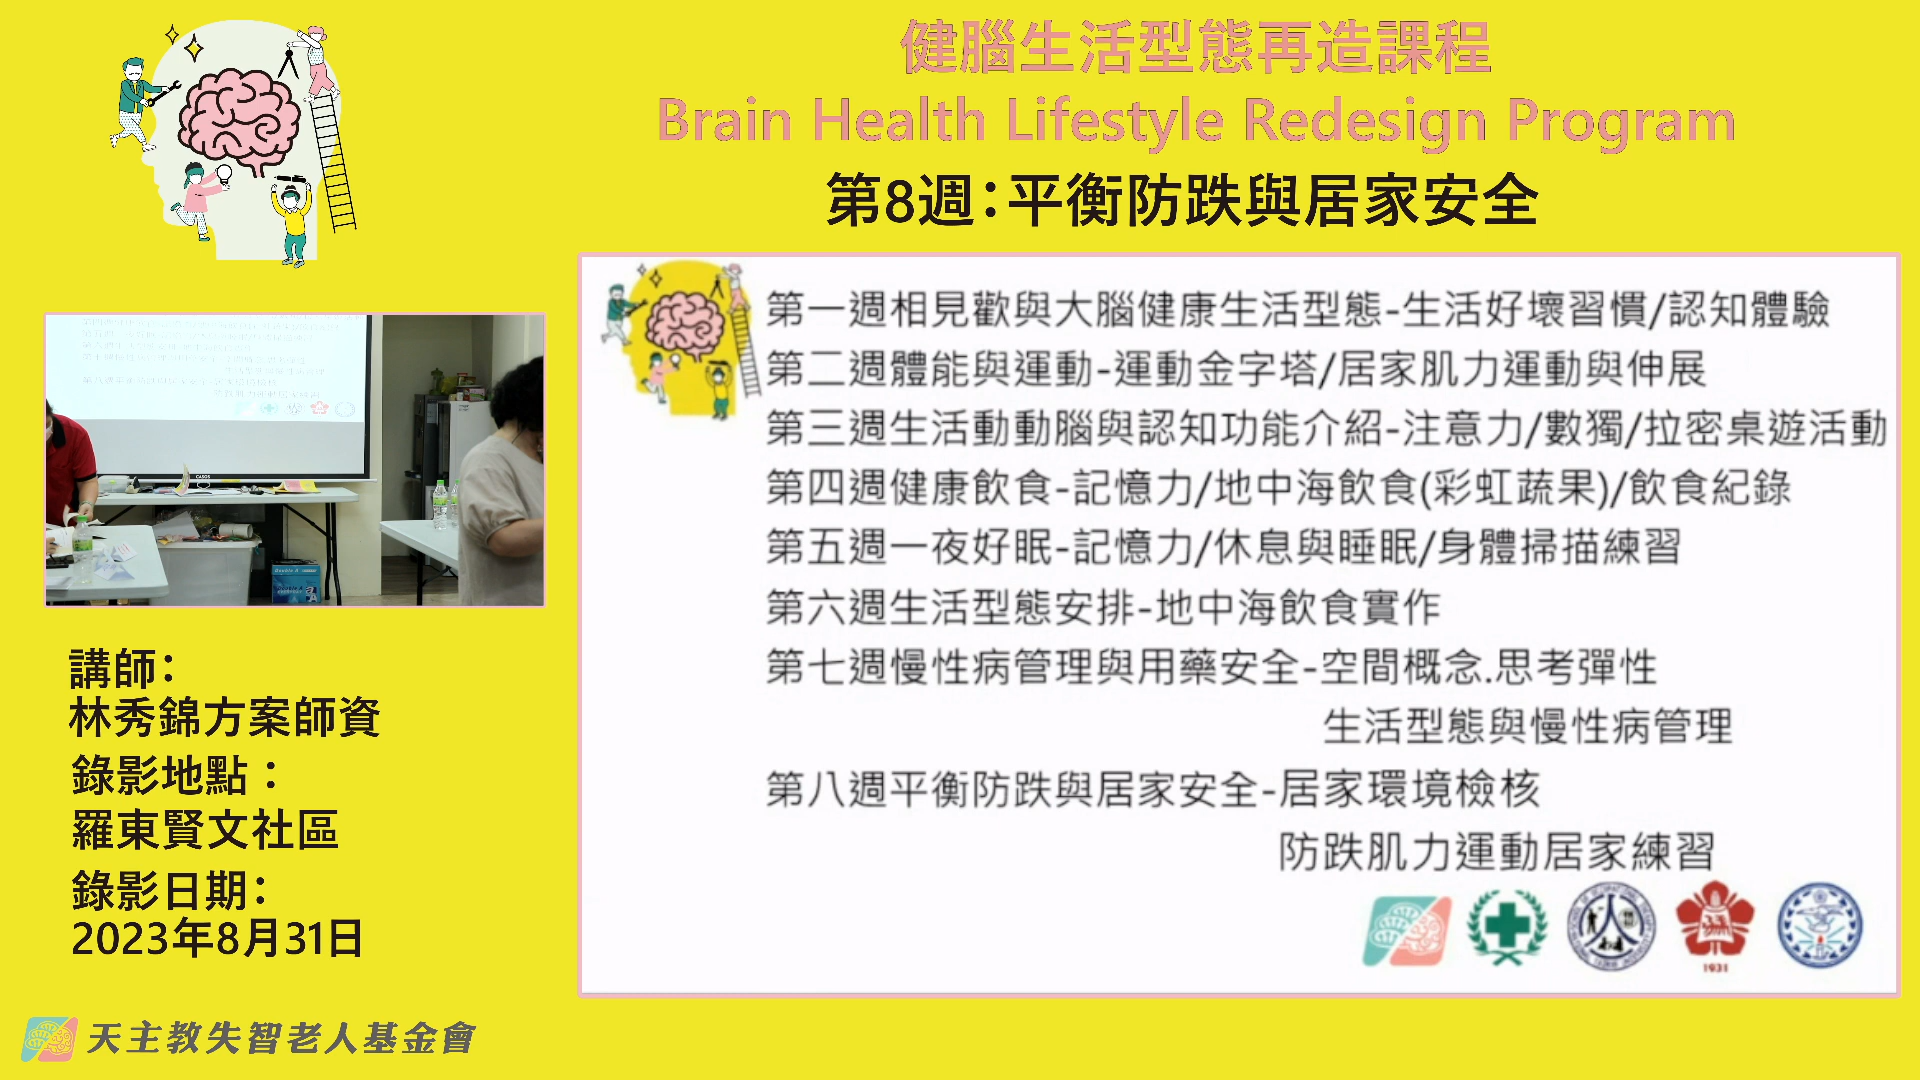 健腦生活型態再造課程
Brain Health Lifestyle Redesign Program
第8週：平衡防跌與居家安全
第一週相見歡與大腦健康生活型態-生活好壞習慣/認知體驗
第二週體能與運動-運動金字塔/居家肌力運動與伸展
第三週生活動動腦與認知功能介紹-注意力/數獨/拉密桌遊活動
第四週健康飲食-記憶力/地中海飲食(彩虹蔬果)/飲食紀錄
第五週一夜好眠-記憶力/休息與睡眠/身體掃描練習
第六週生活型態安排-地中海飲食實作
第七週慢性病管理與用藥安全-空間概念.思考彈性
生活型態與慢性病管理
第八週平衡防跌與居家安全-居家環境檢核
防跌肌力運動居家練習
1931
講師：
林秀錦方案師資
錄影地點：
羅東賢文社區
錄影日期：
2023年8月31日
天主教失智老人基金會